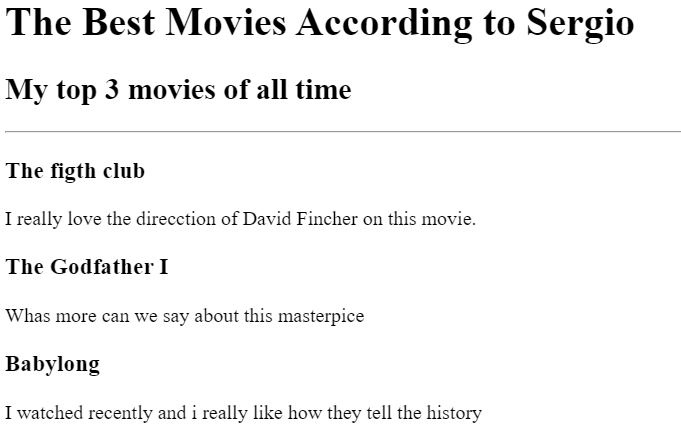 The Best Movies According to Sergio
My top 3 movies of all time
The figth club
I really love the direcction of David Fincher on this movie.
The Godfather I
Whas more can we say about this masterpice
Babylong
I watched recently and i really like how they tell the history